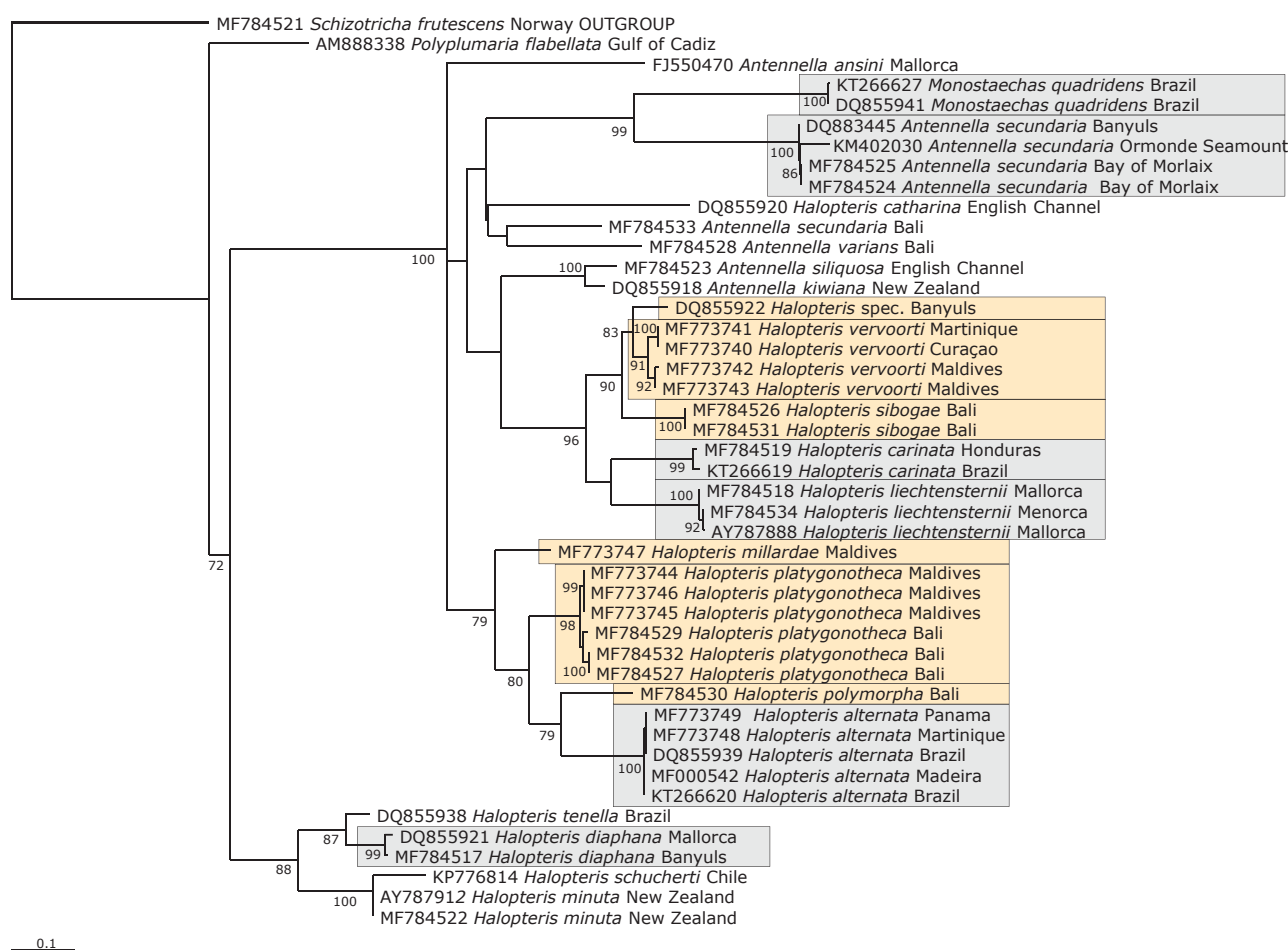 MF784521 Schizotricha frutescens Norway OUTGROUP
AM888338 Polyplumaria flabellata Gulf of Cadiz
FJ550470 Antennella ansini Mallorca
KT266627 Monostaechas quadridens Brazil
100
DQ855941 Monostaechas quadridens Brazil
99
DQ883445 Antennella secundaria Banyuls
100
KM402030 Antennella secundaria Ormonde Seamount
MF784525 Antennella secundaria Bay of Morlaix
86
MF784524 Antennella secundaria Bay of Morlaix
DQ855920 Halopteris catharina English Channel
MF784533 Antennella secundaria Bali
MF784528 Antennella varians Bali
100
100
MF784523 Antennella siliquosa English Channel
DQ855918 Antennella kiwiana New Zealand
DQ855922 Halopteris spec. Banyuls
83
100
MF773741 Halopteris vervoorti Martinique
MF773740 Halopteris vervoorti Curaçao
91
MF773742 Halopteris vervoorti Maldives
90
92
MF773743 Halopteris vervoorti Maldives
MF784526 Halopteris sibogae Bali
100
MF784531 Halopteris sibogae Bali
96
MF784519 Halopteris carinata Honduras
99
KT266619 Halopteris carinata Brazil
100
MF784518 Halopteris liechtensternii Mallorca
MF784534 Halopteris liechtensternii Menorca
92
AY787888 Halopteris liechtensternii Mallorca
MF773747 Halopteris millardae Maldives
72
MF773744 Halopteris platygonotheca Maldives
99
MF773746 Halopteris platygonotheca Maldives
MF773745 Halopteris platygonotheca Maldives
79
98
MF784529 Halopteris platygonotheca Bali
MF784532 Halopteris platygonotheca Bali
100
MF784527 Halopteris platygonotheca Bali
80
MF784530 Halopteris polymorpha Bali
MF773749 Halopteris alternata Panama
79
MF773748 Halopteris alternata Martinique
DQ855939 Halopteris alternata Brazil
100
MF000542 Halopteris alternata Madeira
KT266620 Halopteris alternata Brazil
DQ855938 Halopteris tenella Brazil
87
DQ855921 Halopteris diaphana Mallorca
99
MF784517 Halopteris diaphana Banyuls
88
KP776814 Halopteris schucherti Chile
100
AY787912 Halopteris minuta New Zealand
MF784522 Halopteris minuta New Zealand
0.1